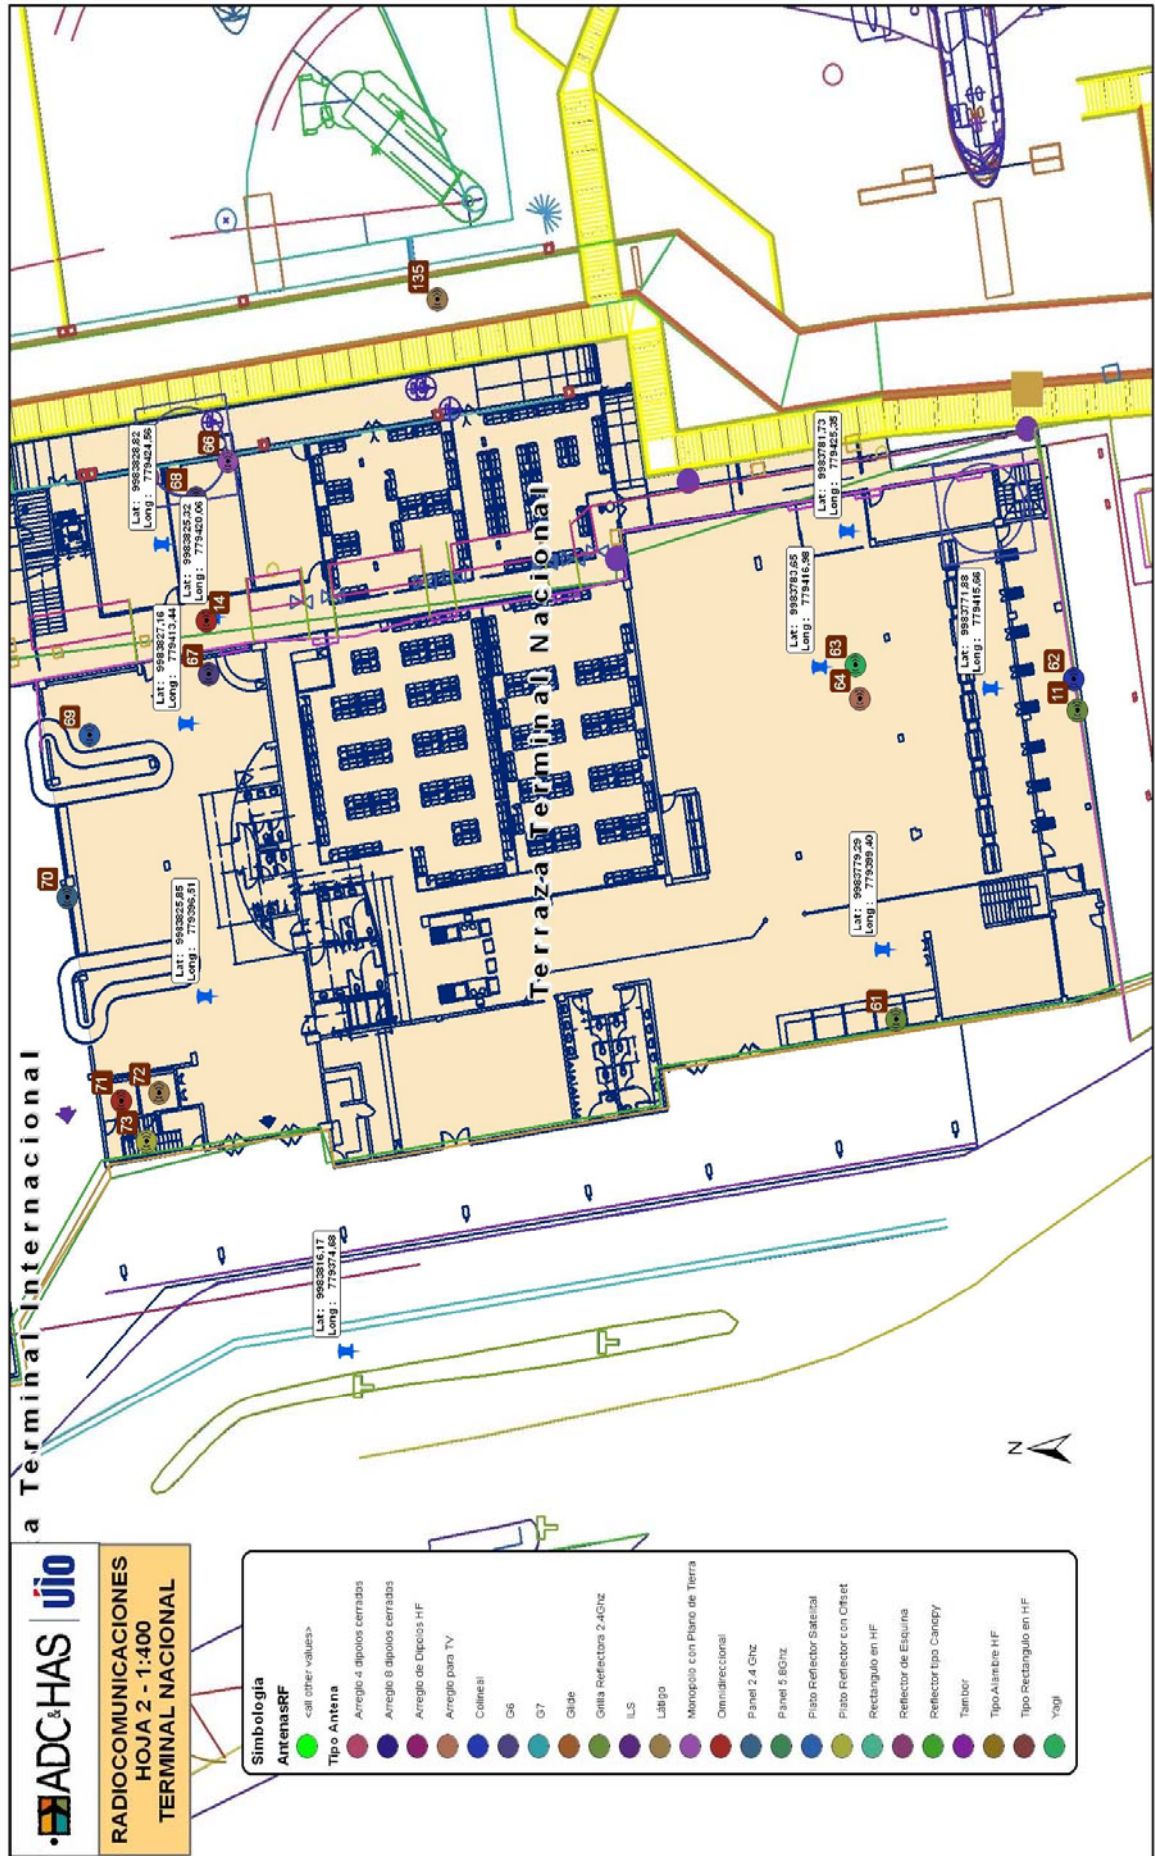 ADC&HAS uio
RADIOCOMUNICACIONES
HOJA 2 - 1:400
TERMINAL NACIONAL
Simbologia
AntenasRF
<all other values>
Tipo Antena
Arreglo 4 dipolos cerrados
Arreglo 8 dipolos cerrados
Arreglo de Dipolos HF
Arreglo para TV
Colineal
G6
G7
Glide
Grilla Reflectora 2.4Ghz
ILS
Látigo
Monopolo con Plano de Tierra
Omnidireccional
Panel 2.4 Ghz
Panel 5.8Ghz
Plato Reflector Satelital
Plato Reflector con Offset
Rectangulo en HF
Reflector de Esquina
Reflector tipo Canopy
Tambor
Tipo Alambre HF
Tipo Rectangulo en HF
Yagi
N
a Terminal Internacional
Terraza Terminal Nacional
Lat: 9983816,17
Long: 779374,68
73
71
72
Lat: 9983825,85
Long: 779396,51
70
69
Lat: 9983827,16
Long: 779413,44
67
14
Lat: 9983825,32
Long: 779420,06
68
66
Lat: 9983828,82
Long: 779424,56
135
61
Lat: 9983779,29
Long: 779399,40
64
63
Lat: 9983783,65
Long: 779416,98
Lat: 9983781,73
Long: 779425,35
Lat: 9983771,88
Long: 779415,66
11
62